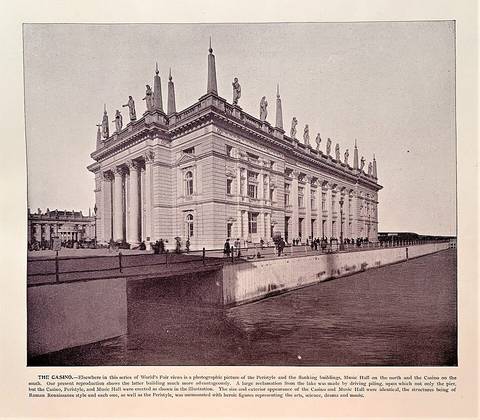 THE CASINO.—Elsewhere in this series of World's Fair views is a photographic picture of the Peristyle and the flanking buildings, Music Hall on the north and the Casino on the
south. Our present reproduction shows the latter building much more advantageously. A large reclamation from the lake was made by driving piling, upon which not only the pier,
but the Casino, Peristyle, and Music Hall were erected as shown in the illustration. The size and exterior appearance of the Casino and Music Hall were identical, the structures being of
Roman Renaissance style and each one, as well as the Peristyle, was surmounted with heroic figures representing the arts, science, drama and music.